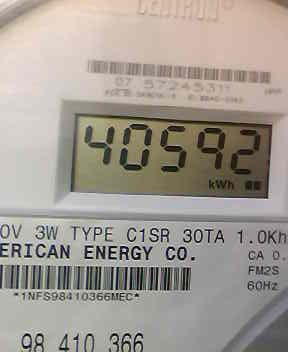 CENTRON®
07 57245311
40592
kWh
0V 3W TYPE C1SR 30TA 1.0Kh
ERICAN ENERGY CO.
CA 0.
FM2S
60Hz
*1NFS98410366MEC*
98 410 366